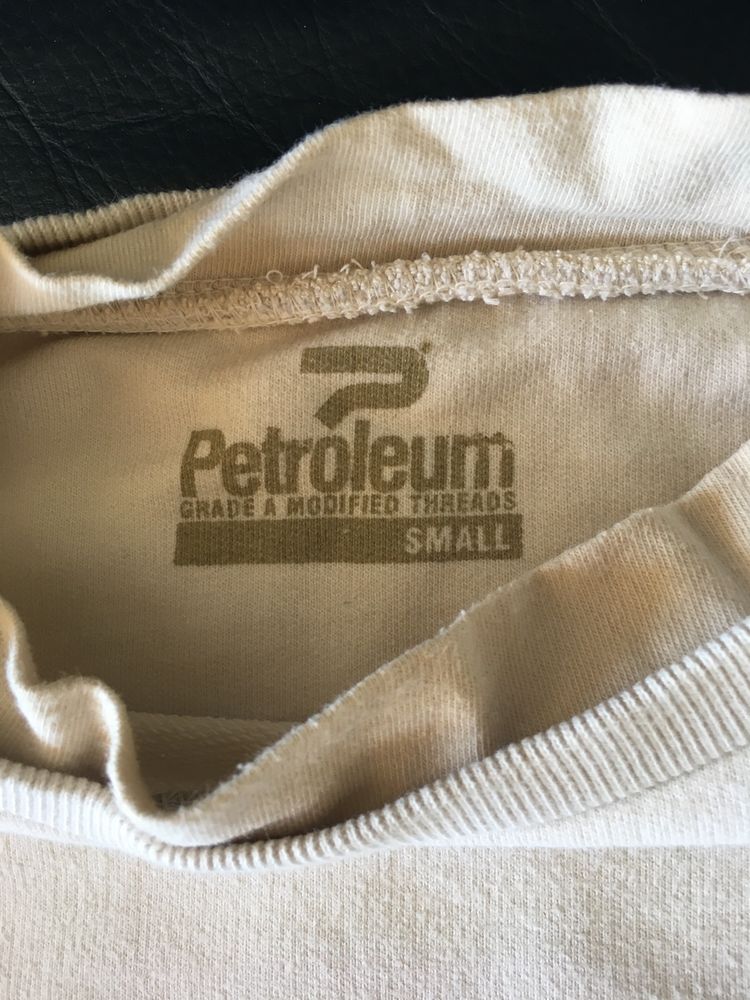 Petroleum
GRADE A MODIFIED THREADS
SMALL